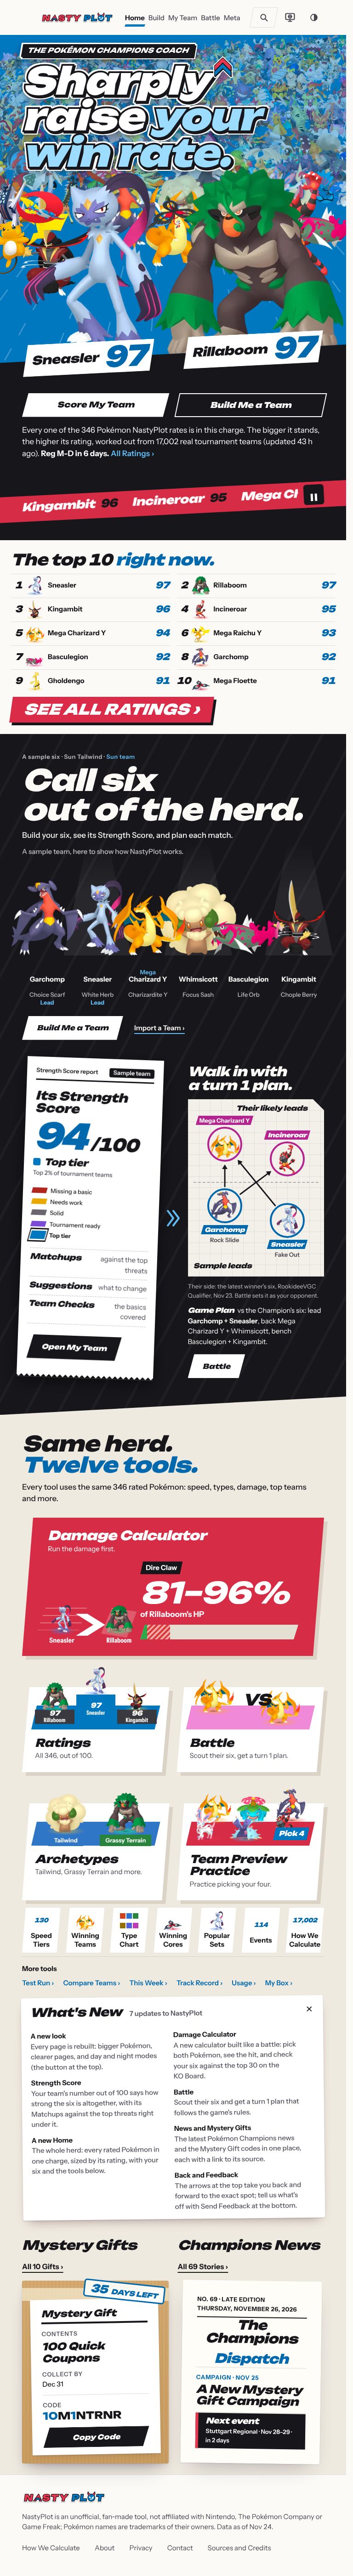 NASTY PLOT
Home Build My Team Battle Meta
THE POKÉMON CHAMPIONS COACH
Sharply
raise your
win rate.
Sneasler 97
Rillaboom 97
Score My Team
Build Me a Team
Every one of the 346 Pokémon NastyPlot rates is in this charge. The bigger it stands,
the higher its rating, worked out from 17,002 real tournament teams (updated 43 h
ago). Reg M-D in 6 days. All Ratings ›
Kingambit 96 Incineroar 95 Mega Ch
The top 10 right now.
1 Sneasler 97
2 Rillaboom 97
3 Kingambit 96
4 Incineroar 95
5 Mega Charizard Y 94
6 Mega Raichu Y 93
7 Basculegion 92
8 Garchomp 92
9 Gholdengo 91
10 Mega Floette 91
SEE ALL RATINGS ›
A sample six · Sun Tailwind · Sun team
Call six
out of the herd.
Build your six, see its Strength Score, and plan each match.
A sample team, here to show how NastyPlot works.
Garchomp
Choice Scarf
Lead
Sneasler
White Herb
Lead
Mega
Charizard Y
Charizardite Y
Whimsicott
Focus Sash
Basculegion
Life Orb
Kingambit
Chople Berry
Build Me a Team
Import a Team ›
Strength Score report
Sample team
Its Strength
Score
94/100
Top tier
Top 2% of tournament teams
Missing a basic
Needs work
Solid
Tournament ready
Top tier
Matchups against the top
threats
Suggestions what to change
Team Checks the basics
covered
Open My Team
Walk in with
a turn 1 plan.
Their likely leads
Mega Charizard Y
Incineroar
Garchomp
Rock Slide
Sneasler
Fake Out
Sample leads
Their side: the latest winner's six, RooksdeeVGC ·
Qualifier, Nov 23. Battle sets it as your opponent.
Game Plan vs the Champion's six: lead
Garchomp + Sneasler, back Mega
Charizard Y + Whimsicott, bench
Basculegion + Kingambit.
Battle
Same herd.
Twelve tools.
Every tool uses the same 346 rated Pokémon: speed, types, damage, top teams
and more.
Damage Calculator
Run the damage first.
Dire Claw
81–96%
of Rillaboom's HP
Sneasler
Rillaboom
97
Rillaboom
97
Sneasler
96
Kingambit
Ratings
All 346, out of 100.
VS
Battle
Scout their six, get a turn 1 plan.
Tailwind
Grassy Terrain
Archetypes
Tailwind, Grassy Terrain and more.
Pick 4
Team Preview
Practice
Practice picking your four.
130
Speed
Tiers
Winning
Teams
Type
Chart
Winning
Cores
Popular
Sets
114
Events
17,002
How We
Calculate
More tools
Test Run › Compare Teams › This Week › Track Record › Usage › My Box ›
What's New 7 updates to NastyPlot
A new look
Every page is rebuilt: bigger Pokémon,
clearer pages, and day and night modes
(the button at the top).
Strength Score
Your team's number out of 100 says how
strong the six is altogether, with its
Matchups against the top threats right
under it.
A new Home
The whole herd: every rated Pokémon in
one charge, sized by its rating, with your
six and the tools below.
Damage Calculator
A new calculator built like a battle: pick
both Pokémon, see the hit, and check
your six against the top 30 on the
KO Board.
Battle
Scout their six and get a turn 1 plan that
follows the game's rules.
News and Mystery Gifts
The latest Pokémon Champions news
and the Mystery Gift codes in one place,
each with a link to its source.
Back and Feedback
The arrows at the top take you back and
forward to the exact spot; tell us what's
off with Send Feedback at the bottom.
Mystery Gifts
All 10 Gifts ›
35 DAYS LEFT
Mystery Gift
CONTENTS
100 Quick
Coupons
COLLECT BY
Dec 31
CODE
10M1NTRNR
Copy Code
Champions News
All 69 Stories ›
NO. 69 · LATE EDITION
THURSDAY, NOVEMBER 26, 2026
The
Champions
Dispatch
CAMPAIGN · NOV 25
A New Mystery
Gift Campaign
Next event
Stuttgart Regional · Nov 28–29 ·
in 2 days
NASTY PLOT
NastyPlot is an unofficial, fan-made tool, not affiliated with Nintendo, The Pokémon Company or
Game Freak; Pokémon names are trademarks of their owners. Data as of Nov 24.
How We Calculate About Privacy Contact Sources and Credits